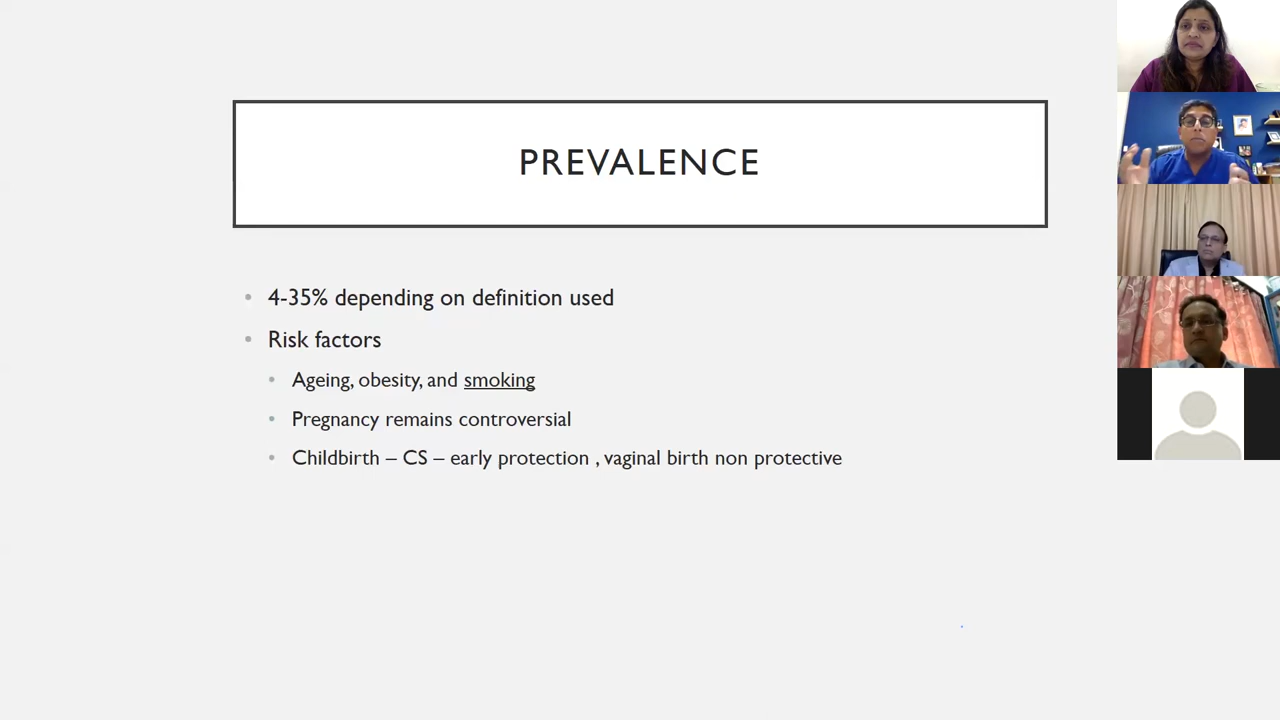 PREVALENCE
• 4-35% depending on definition used
• Risk factors
• Ageing, obesity, and smoking
• Pregnancy remains controversial
• Childbirth – CS – early protection , vaginal birth non protective